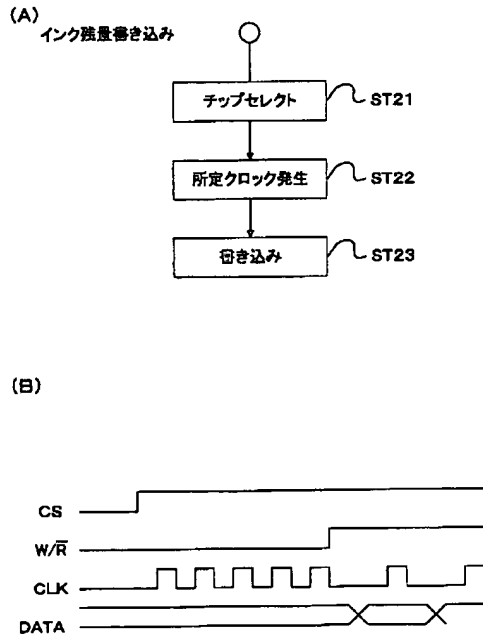 (A)
インク残量書き込み
チップセレクト ST21
所定クロック発生 ST22
書き込み ST23
(B)
CS
W/R̅
CLK
DATA